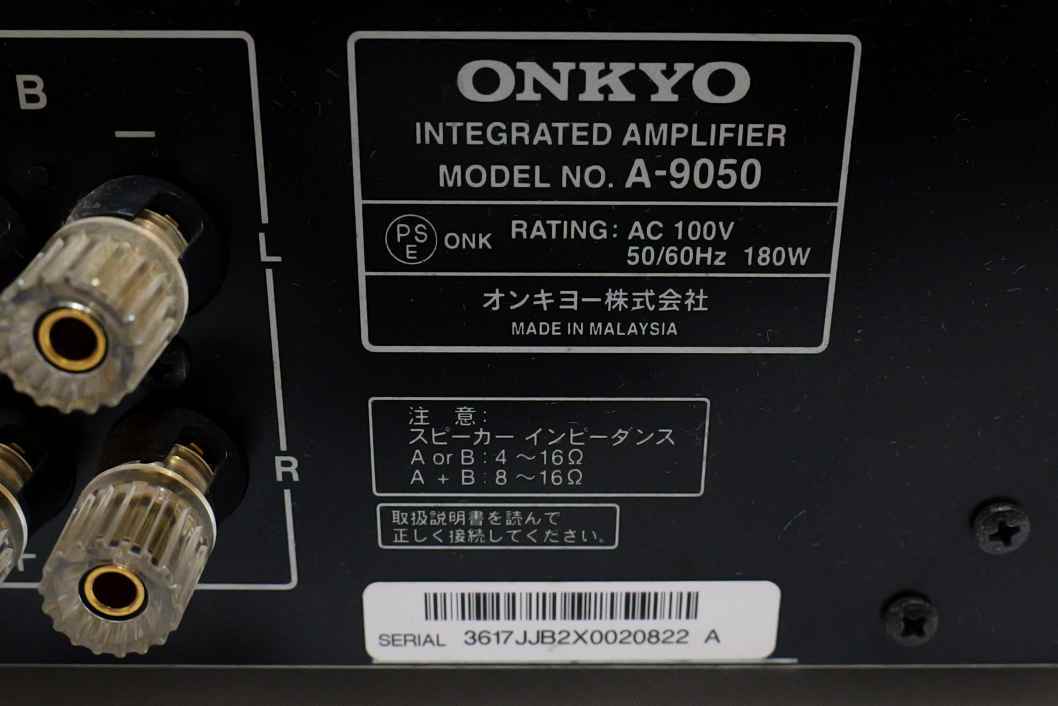 B
−
L
R
+
ONKYO
INTEGRATED AMPLIFIER
MODEL NO. A-9050
PS
E
ONK
RATING: AC 100V
50/60Hz 180W
オンキヨー株式会社
MADE IN MALAYSIA
注 意:
スピーカー インピーダンス
A or B : 4 ～16Ω
A + B : 8 ～16Ω
取扱説明書を読んで
正しく接続してください。
SERIAL 3617JJB2X0020822 A